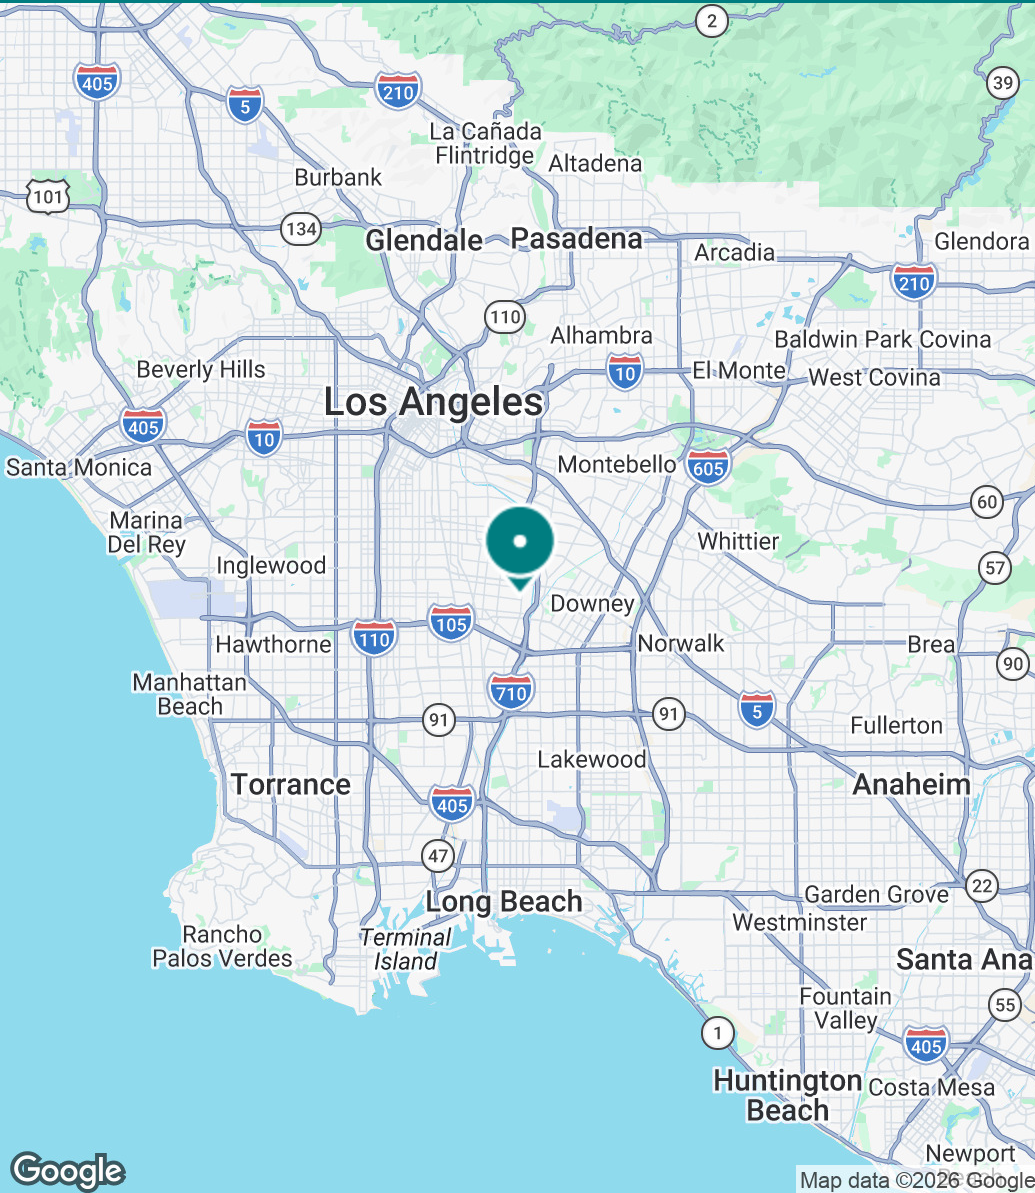 2
405
5
210
39
La Cañada
Flintridge
Altadena
Burbank
101
134
Glendale
Pasadena
Arcadia
Glendora
210
110
Alhambra
Baldwin Park
Covina
Beverly Hills
10
El Monte
West Covina
Los Angeles
405
10
Santa Monica
Montebello
605
60
Marina
Del Rey
Whittier
Inglewood
57
Downey
105
110
Hawthorne
Norwalk
Brea
90
Manhattan
Beach
710
91
91
5
Fullerton
Lakewood
Torrance
Anaheim
405
47
Long Beach
Garden Grove
22
Westminster
Rancho
Palos Verdes
Terminal
Island
Santa Ana
Fountain
Valley
55
1
405
Huntington
Beach
Costa Mesa
Newport
Beach
Google
Map data ©2026 Google